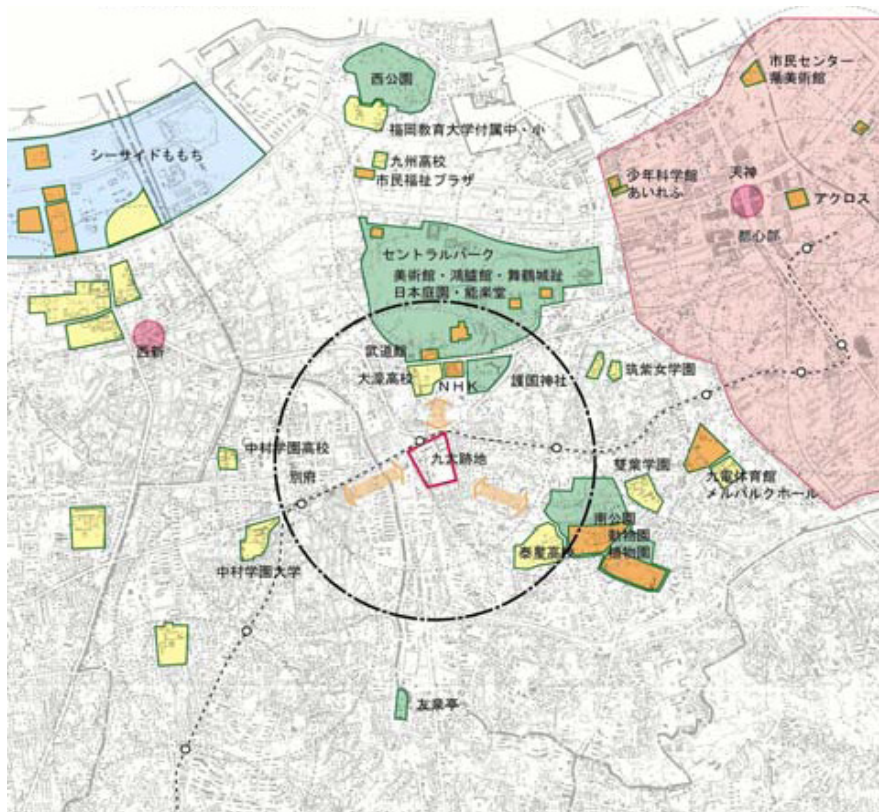 市民センター
県美術館
西公園
福岡教育大学付属中・小
シーサイドももち
九州高校
市民福祉プラザ
少年科学館
あいれふ
天神
アクロス
都心部
セントラルパーク
美術館・鴻臚館・舞鶴城趾
日本庭園・能楽堂
西新
武道館
大濠高校
NHK
護国神社
筑紫女学園
中村学園高校
九大跡地
別府
雙葉学園
九電体育館
メルパルクホール
南公園
動物園
植物園
泰星高校
中村学園大学
友泉亭